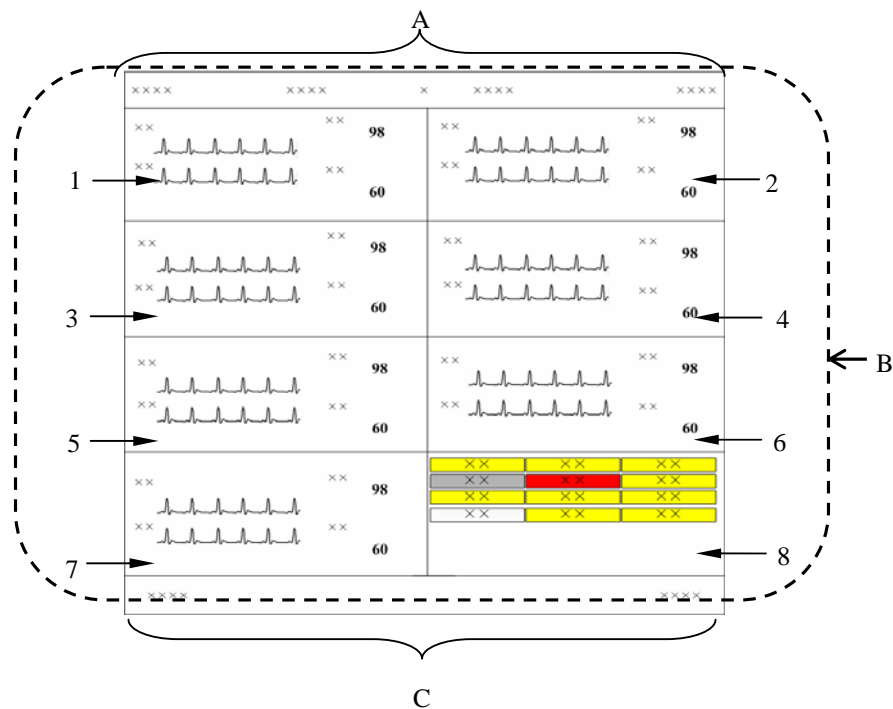 A
×××× ×××× × ×××× ××××
×× ×× 98 ×× ×× 98
×× ×× ×× ××
1 60 60 2
×× ×× 98 ×× ×× 98
×× ×× ×× ××
3 60 60 4
B
×× ×× 98 ×× ×× 98
×× ×× ×× ××
5 60 60 6
×× ×× ××
×× ×× 98 ×× ×× ××
×× ×× ××
×× ×× ×× ×× ××
7 60 8
×××× ××××
C